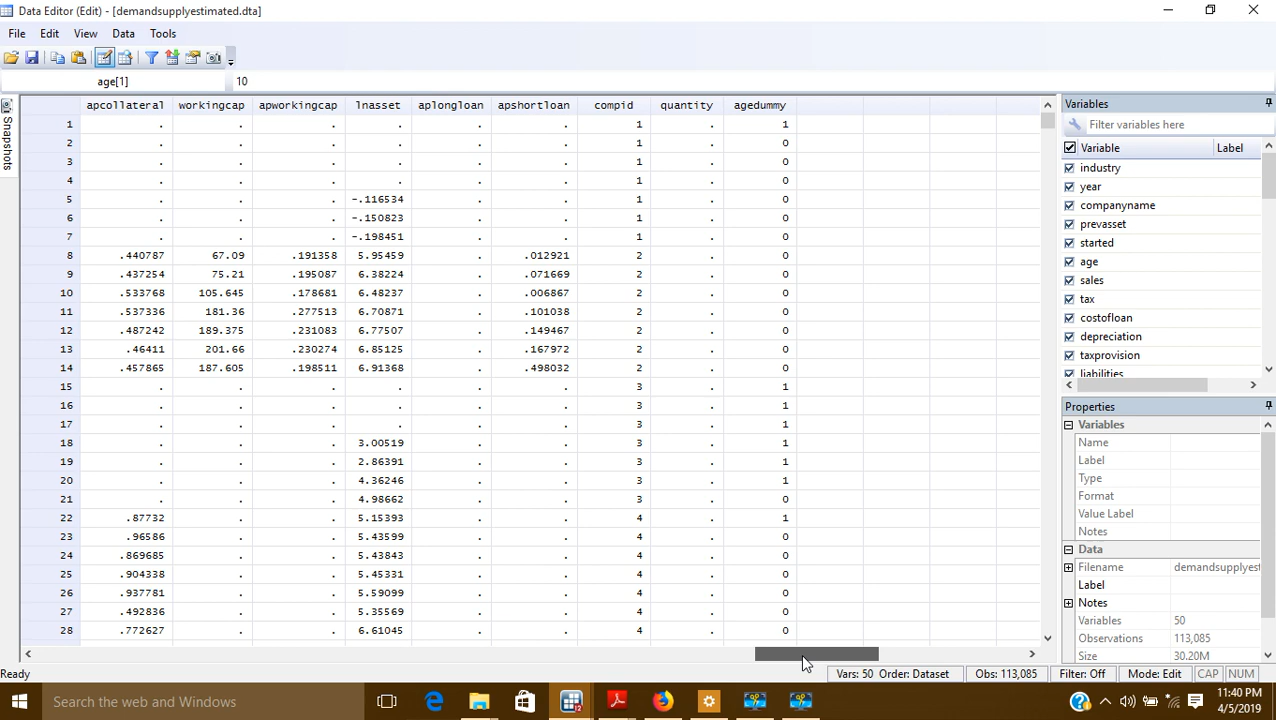 Data Editor (Edit) - [demandsupplyestimated.dta]
File Edit View Data Tools
age[1] 10
Snapshots
apcollateral workingcap apworkingcap lnasset aplongloan apshortloan compid quantity agedummy
1 . . . . . . 1 . 1
2 . . . . . . 1 . 0
3 . . . . . . 1 . 0
4 . . . . . . 1 . 0
5 . . . -.116534 . . 1 . 0
6 . . . -.150823 . . 1 . 0
7 . . . -.198451 . . 1 . 0
8 .440787 67.09 .191358 5.95459 . .012921 2 . 0
9 .437254 75.21 .195087 6.38224 . .071669 2 . 0
10 .533768 105.645 .178681 6.48237 . .006867 2 . 0
11 .537336 181.36 .277513 6.70871 . .101038 2 . 0
12 .487242 189.375 .231083 6.77507 . .149467 2 . 0
13 .46411 201.66 .230274 6.85125 . .167972 2 . 0
14 .457865 187.605 .198511 6.91368 . .498032 2 . 0
15 . . . . . . 3 . 1
16 . . . . . . 3 . 1
17 . . . . . . 3 . 1
18 . . . 3.00519 . . 3 . 1
19 . . . 2.86391 . . 3 . 1
20 . . . 4.36246 . . 3 . 1
21 . . . 4.98662 . . 3 . 0
22 .87732 . . 5.15393 . . 4 . 1
23 .96586 . . 5.43599 . . 4 . 0
24 .869685 . . 5.43843 . . 4 . 0
25 .904338 . . 5.45331 . . 4 . 0
26 .937781 . . 5.59099 . . 4 . 0
27 .492836 . . 5.35569 . . 4 . 0
28 .772627 . . 6.61045 . . 4 . 0
Variables
Filter variables here
Variable Label
industry
year
companyname
prevasset
started
age
sales
tax
costofloan
depreciation
taxprovision
liabilities
Properties
Variables
Name
Label
Type
Format
Value Label
Notes
Data
Filename demandsupplyest
Label
Notes
Variables 50
Observations 113,085
Size 30.20M
Ready Vars: 50 Order: Dataset Obs: 113,085 Filter: Off Mode: Edit CAP NUM
Search the web and Windows
11:40 PM
4/5/2019